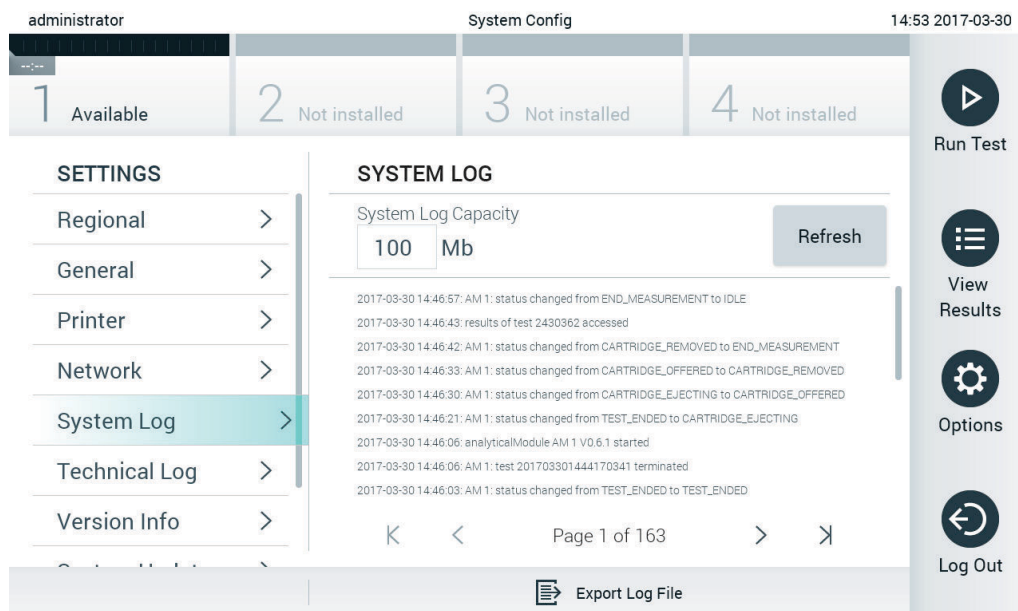 administrator
System Config
14:53 2017-03-30
--:--
1 Available
2 Not installed
3 Not installed
4 Not installed
Run Test
View
Results
Options
Log Out
SETTINGS
Regional
General
Printer
Network
System Log
Technical Log
Version Info
SYSTEM LOG
System Log Capacity
100 Mb
Refresh
2017-03-30 14:46:57: AM 1: status changed from END_MEASUREMENT to IDLE
2017-03-30 14:46:43: results of test 2430362 accessed
2017-03-30 14:46:42: AM 1: status changed from CARTRIDGE_REMOVED to END_MEASUREMENT
2017-03-30 14:46:33: AM 1: status changed from CARTRIDGE_OFFERED to CARTRIDGE_REMOVED
2017-03-30 14:46:30: AM 1: status changed from CARTRIDGE_EJECTING to CARTRIDGE_OFFERED
2017-03-30 14:46:21: AM 1: status changed from TEST_ENDED to CARTRIDGE_EJECTING
2017-03-30 14:46:06: analyticalModule AM 1 V0.6.1 started
2017-03-30 14:46:06: AM 1: test 201703301444170341 terminated
2017-03-30 14:46:03: AM 1: status changed from TEST_ENDED to TEST_ENDED
Page 1 of 163
Export Log File